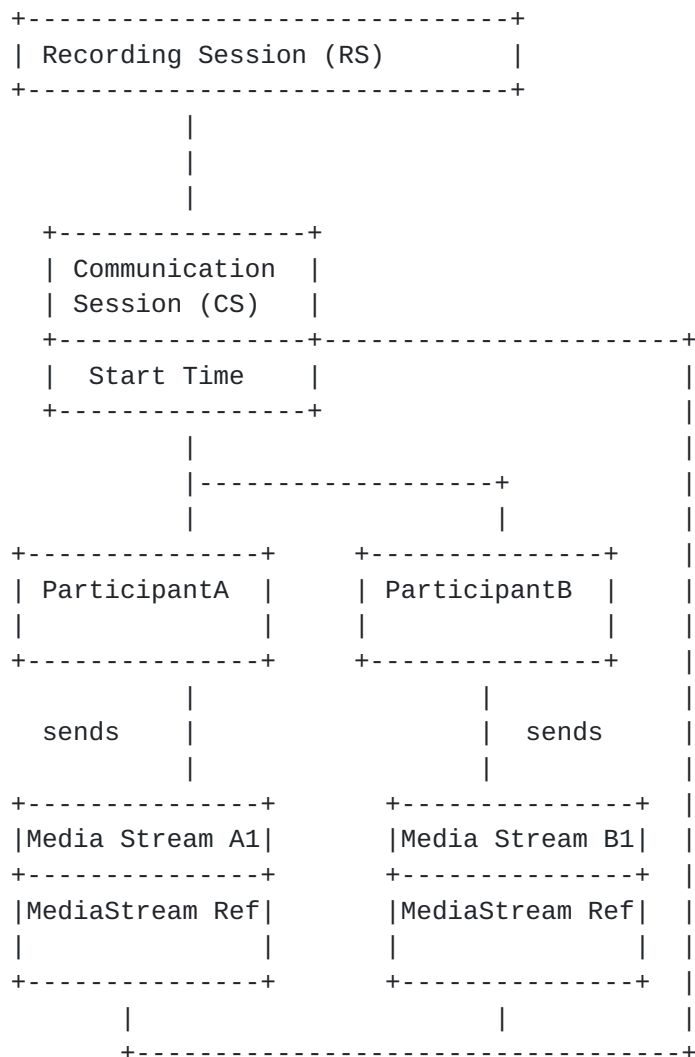 Recording Session (RS)
Communication
Session (CS)
Start Time
ParticipantA ParticipantB
sends sends
Media Stream A1 Media Stream B1
MediaStream Ref MediaStream Ref